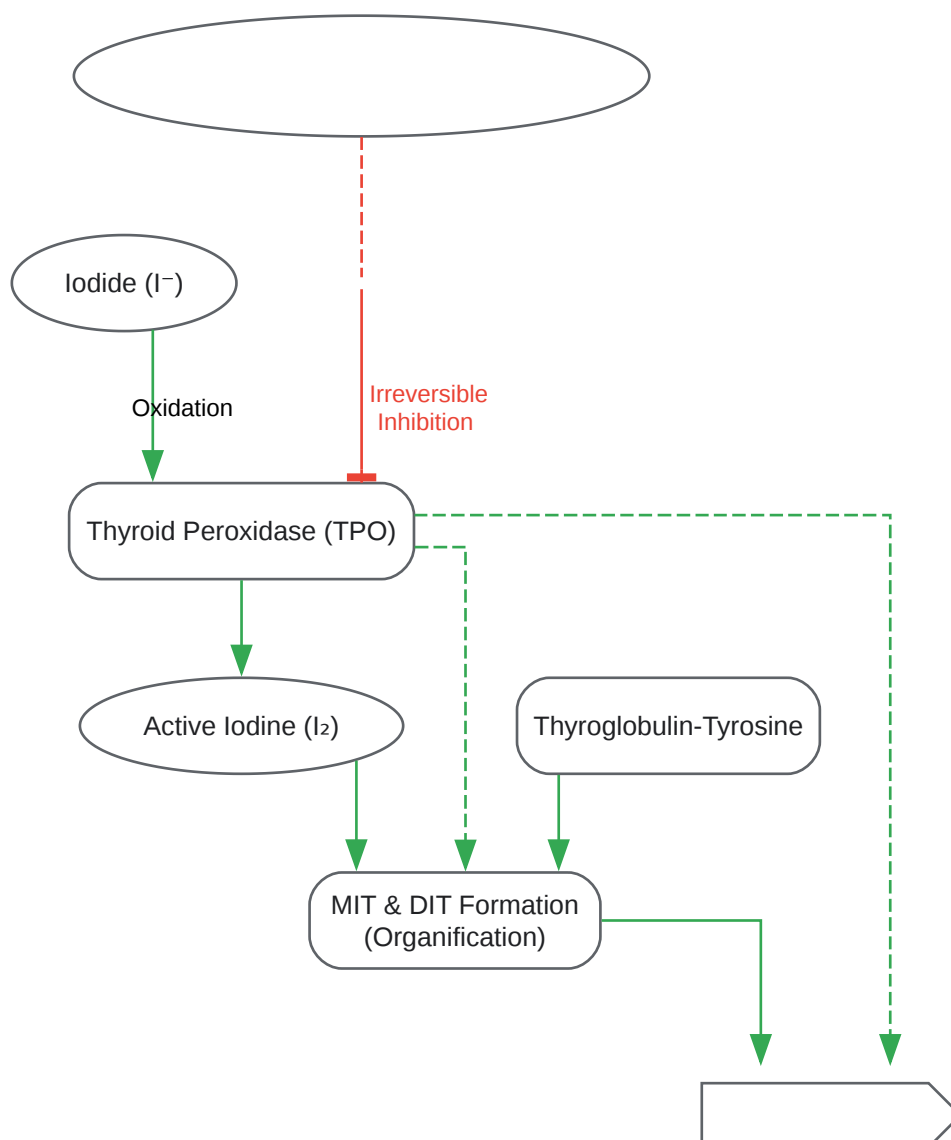 Iodide (I⁻)
Oxidation
Irreversible
Inhibition
Thyroid Peroxidase (TPO)
Active Iodine (I₂)
Thyroglobulin-Tyrosine
MIT & DIT Formation
(Organification)